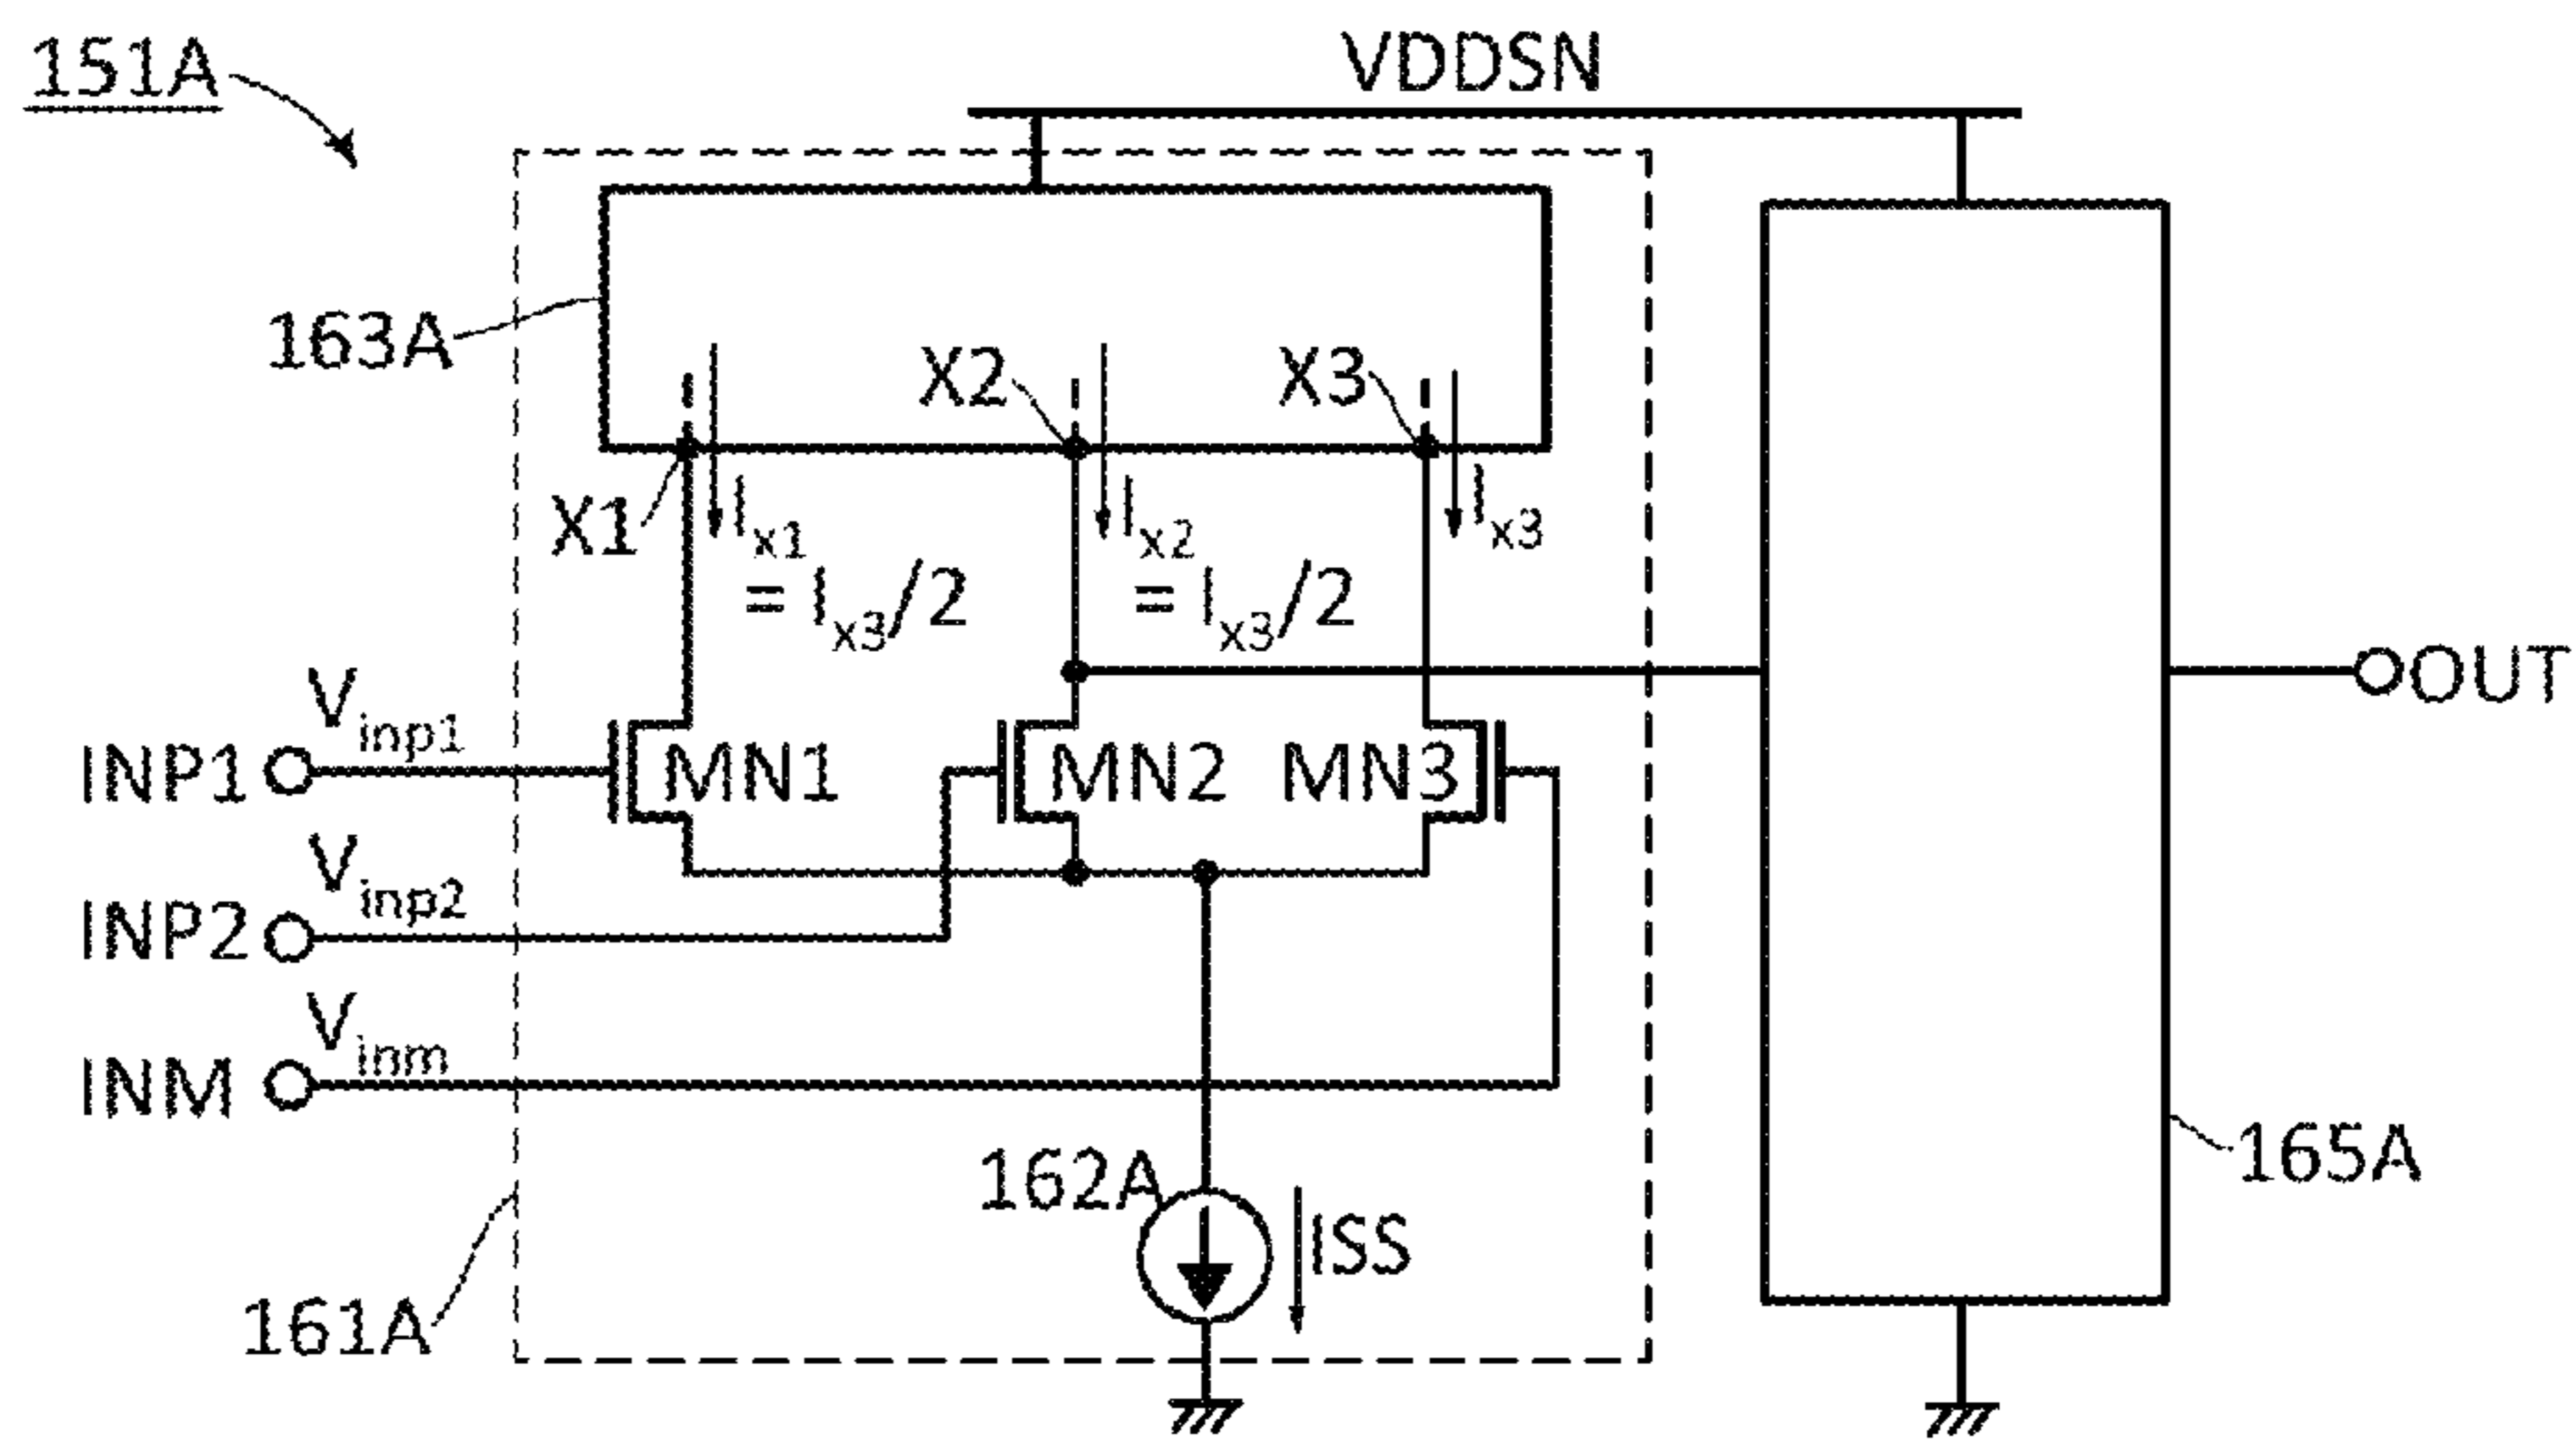 151A
VDDSN
163A
X2
X3
X1
Ix1
= Ix3/2
Ix2
= Ix3/2
Ix3
Vinp1
INP1
MN1
MN2
MN3
OUT
Vinp2
INP2
Vinm
INM
162A
ISS
165A
161A